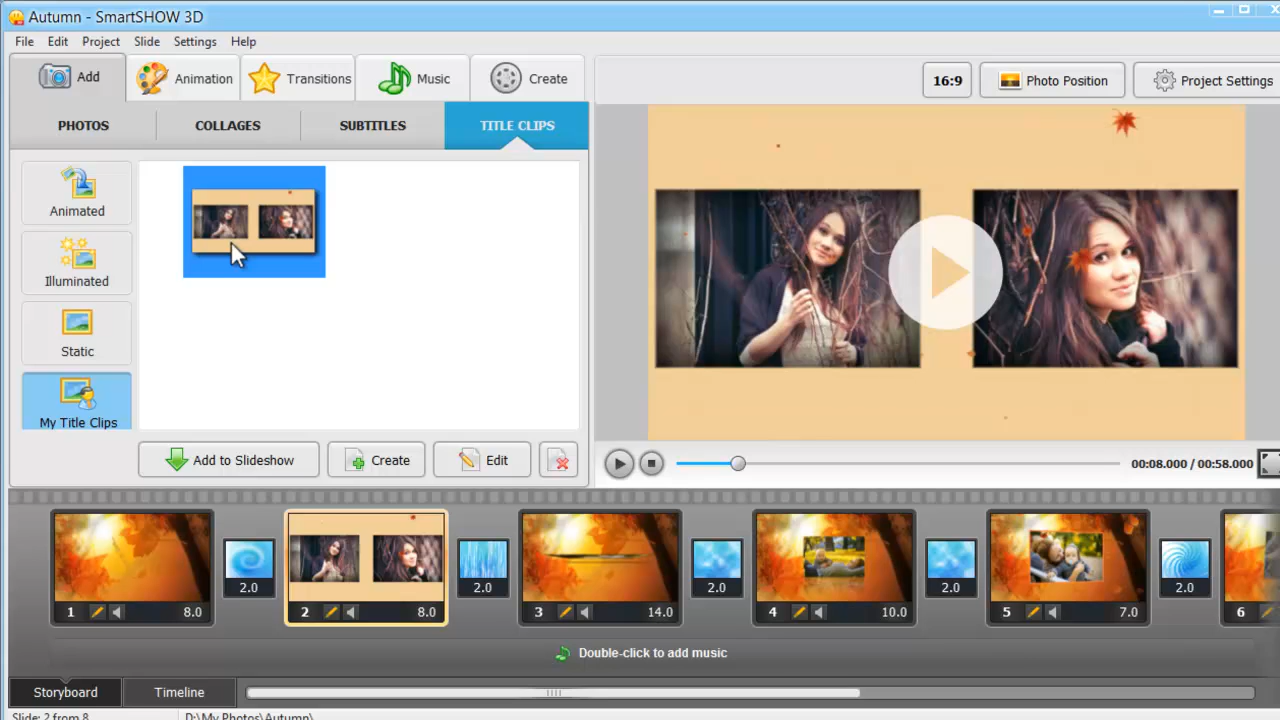 Autumn - SmartSHOW 3D
File Edit Project Slide Settings Help
Add Animation Transitions Music Create
16:9 Photo Position Project Settings
PHOTOS COLLAGES SUBTITLES TITLE CLIPS
Animated
Illuminated
Static
My Title Clips
Add to Slideshow Create Edit
00:08.000 / 00:58.000
2.0 2.0 2.0 2.0 2.0
1 8.0 2 8.0 3 14.0 4 10.0 5 7.0 6
Double-click to add music
Storyboard Timeline
Slide: 2 from 8 D:\My Photos\Autumn\